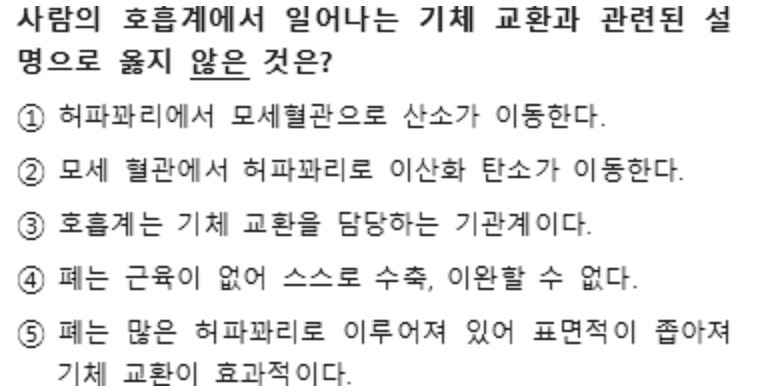 사람의 호흡계에서 일어나는 기체 교환과 관련된 설
명으로 옳지 않은 것은?
① 허파꽈리에서 모세혈관으로 산소가 이동한다.
② 모세 혈관에서 허파꽈리로 이산화 탄소가 이동한다.
③ 호흡계는 기체 교환을 담당하는 기관계이다.
④ 폐는 근육이 없어 스스로 수축, 이완할 수 없다.
⑤ 폐는 많은 허파꽈리로 이루어져 있어 표면적이 좁아져
기체 교환이 효과적이다.